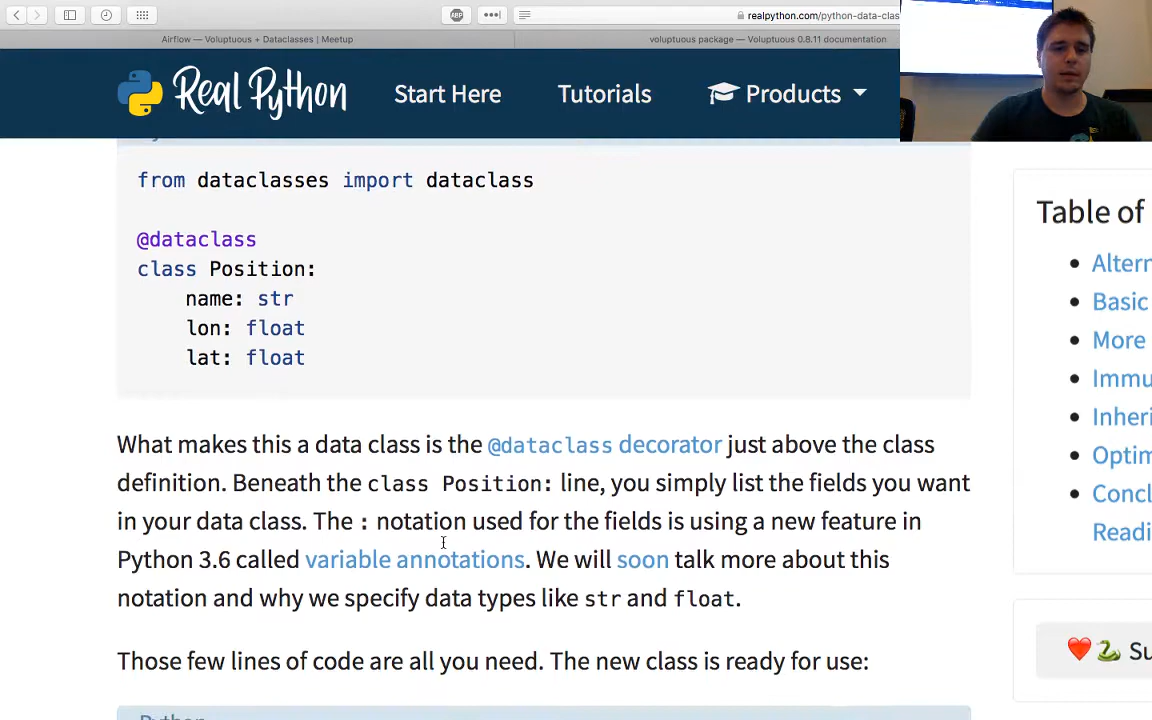 realpython.com/python-data-clas
Airflow — Voluptuous + Dataclasses | Meetup
voluptuous package — Voluptuous 0.8.11 documentation
ABP
Real Python
Start Here
Tutorials
Products
from dataclasses import dataclass
@dataclass
class Position:
name: str
lon: float
lat: float
What makes this a data class is the @dataclass decorator just above the class
definition. Beneath the class Position: line, you simply list the fields you want
in your data class. The : notation used for the fields is using a new feature in
Python 3.6 called variable annotations. We will soon talk more about this
notation and why we specify data types like str and float.
Those few lines of code are all you need. The new class is ready for use:
Python
Table of
Altern
Basic
More
Immu
Inheri
Optim
Concl
Readi
Su